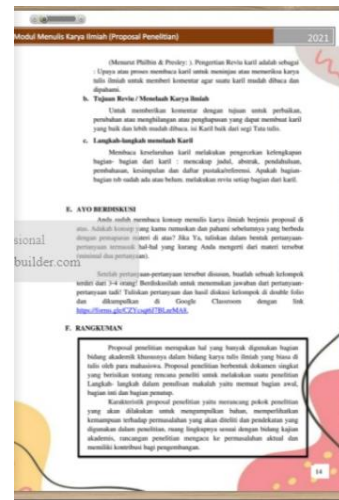 Modul Menulis Karya Ilmiah (Proposal Penelitian) 2021
(Menurut Philbin & Presley: ). Pengertian Reviu karil adalah sebagai
: Upaya atau proses membaca karil untuk meninjau atau memeriksa karya
tulis ilmiah untuk memberi komentar agar suatu karil mudah dibaca dan
dipahami.
b. Tujuan Reviu / Menelaah Karya Ilmiah
Untuk memberikan komentar dengan tujuan untuk perbaikan,
perubahan atau menghilangan atau penghapusan yang dapat membuat karil
yang baik dan lebih mudah dibaca. isi Karil baik dari segi Tata tulis.
c. Langkah-langkah menelaah Karil
Membaca keseluruhan karil melakukan pengecekan kelengkapan
bagian- bagian dari karil : mencakup judul, abstrak, pendahuluan,
pembahasan, kesimpulan dan daftar pustaka/referensi. Apakah bagian-
bagian tsb sudah ada atau belum. melakukan reviu setiap bagian dari karil.
E. AYO BERDISKUSI
Anda sudah membaca konsep menulis karya ilmiah berjenis proposal di
atas. Adakah konsep yang kamu temukan dan pahami sebelumnya yang berbeda
dengan pemaparan materi di atas? Jika Ya, tuliskan dalam bentuk pertanyaan-
pertanyaan termasuk hal-hal yang kurang Anda mengerti dari materi tersebut
(minimal dua pertanyaan).
sional
builder.com
Setelah pertanyaan-pertanyaan tersebut disusun, buatlah sebuah kelompok
terdiri dari 3-4 orang! Berdiskusilah untuk menemukan jawaban dari pertanyaan-
pertanyaan tadi! Tuliskan pertanyaan dan hasil diskusi kelompok di double folio
dan dikumpulkan di Google Classroom dengan link
F. RANGKUMAN
Proposal penelitian merupakan hal yang banyak digunakan bagian
bidang akademik khususnya dalam bidang karya tulis ilmiah yang biasa di
tulis oleh para mahasiswa. Proposal penelitian berbentuk dokumen singkat
yang berisikan tentang rencana peneliti untuk melakukan suatu penelitian
Langkah- langkah dalam penulisan makalah yaitu memuat bagian awal,
bagian inti dan bagian penutup.
Karakteristik proposal penelitian yaitu merancang pokok penelitian
yang akan dilakukan untuk mengumpulkan bahan, memperlihatkan
kemampuan terhadap permasalahan yang akan diteliti dan pendekatan yang
digunakan dalam penelitian, ruang lingkupnya sesuai dengan bidang kajian
akademis, rancangan penelitian mengacu ke permasalahan aktual dan
memiliki kontribusi bagi pengembangan.
14